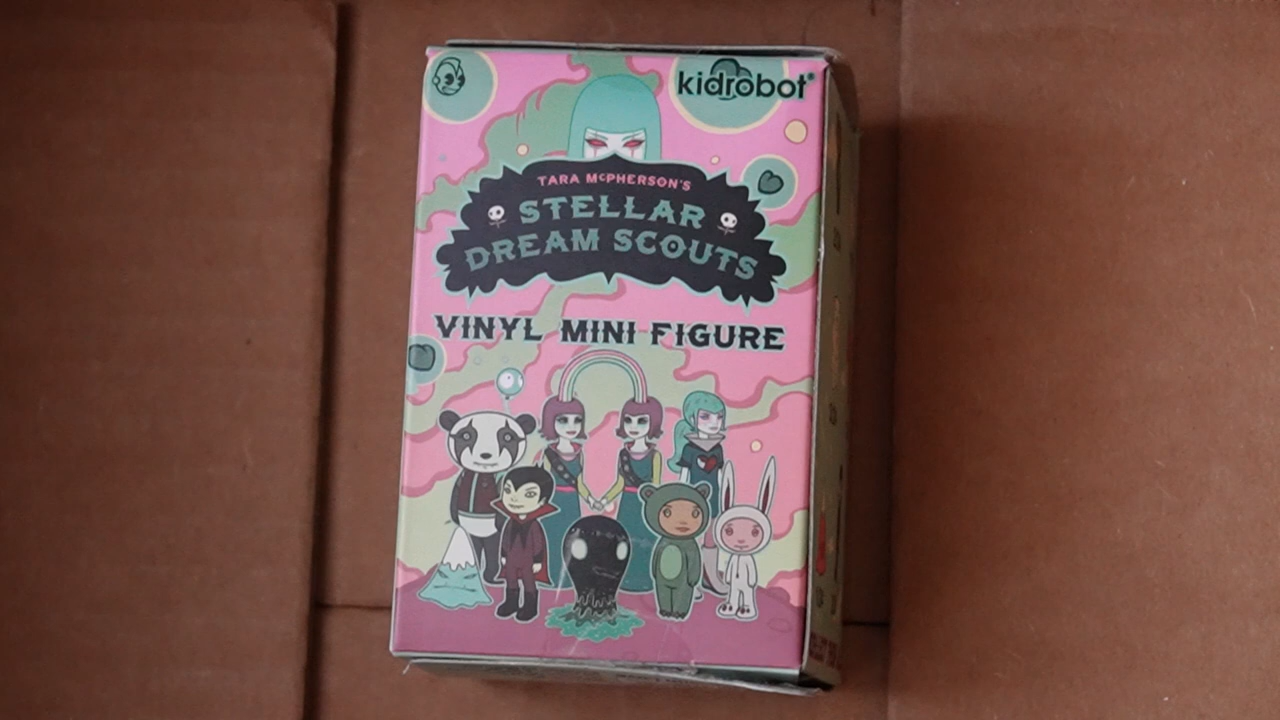 kidrobot®
TARA McPHERSON'S
STELLAR
DREAM SCOUTS
VINYL MINI FIGURE